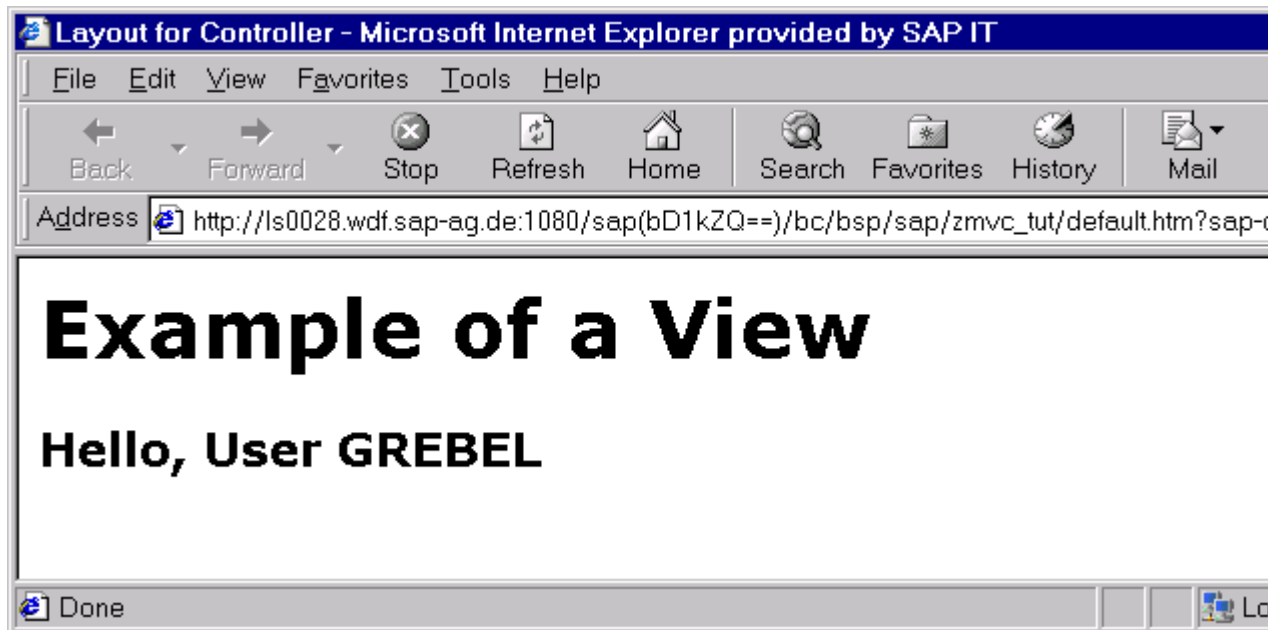 Layout for Controller - Microsoft Internet Explorer provided by SAP IT
File Edit View Favorites Tools Help
Back Forward Stop Refresh Home Search Favorites History Mail
Address http://ls0028.wdf.sap-ag.de:1080/sap(bD1kZQ==)/bc/bsp/sap/zmvc_tut/default.htm?sap-
Example of a View
Hello, User GREBEL
Done Lo